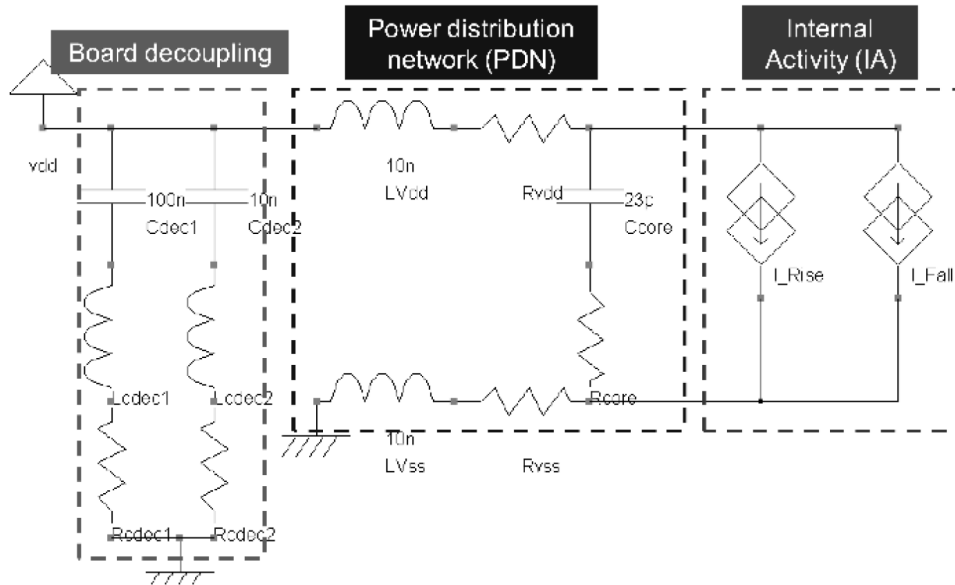 Board decoupling
Power distribution
network (PDN)
Internal
Activity (IA)
vdd
100n
Cdec1
10n
Cdec2
10n
LVdd
Rvdd
23p
Ccore
I_Rise
I_Fall
Lcdec1
Lcdec2
Rcore
10n
LVss
Rvss
Rcdec1
Rcdec2